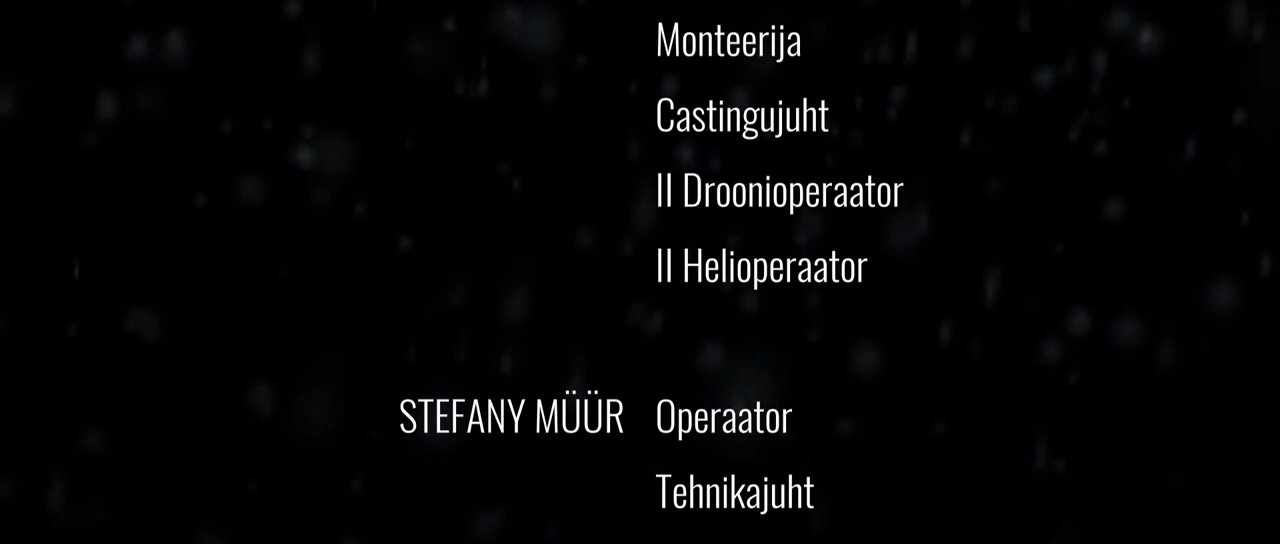 Monteerija
Castingujuht
II Droonioperaator
II Helioperaator
STEFANY MÜÜR Operaator
Tehnikajuht